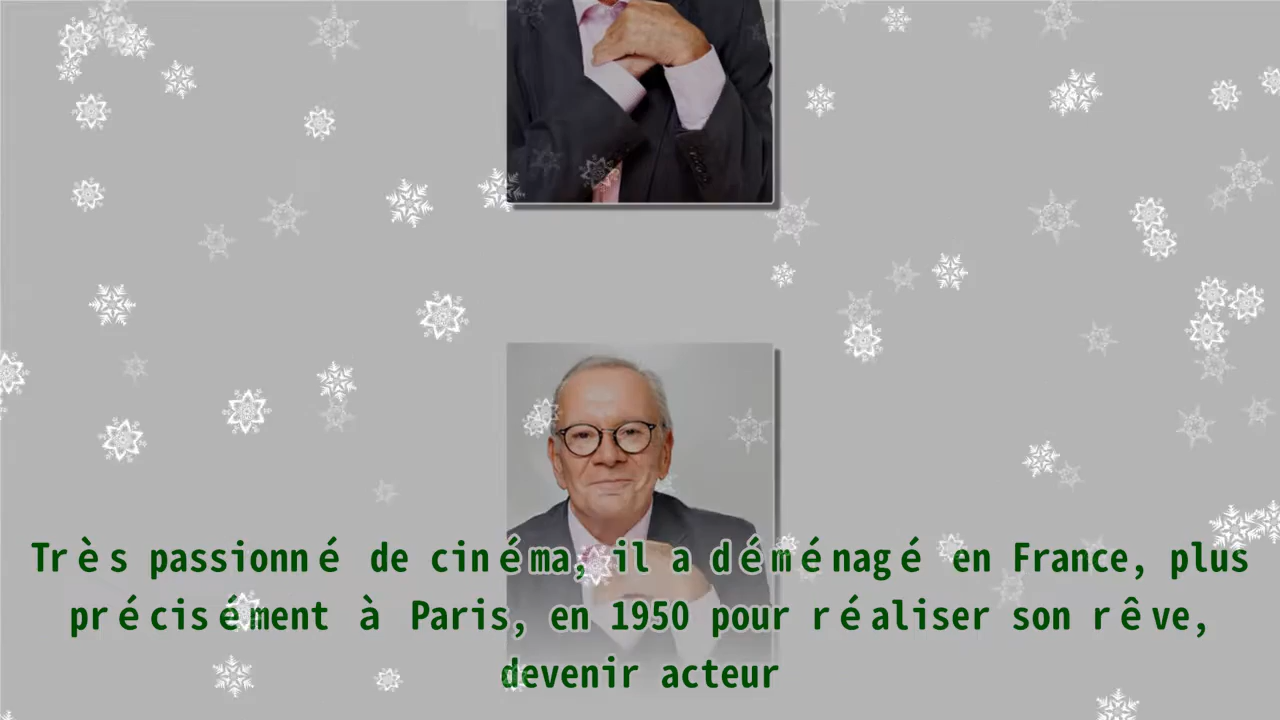 Très passionné de cinéma, il a déménagé en France, plus
précisément à Paris, en 1950 pour réaliser son rêve,
devenir acteur